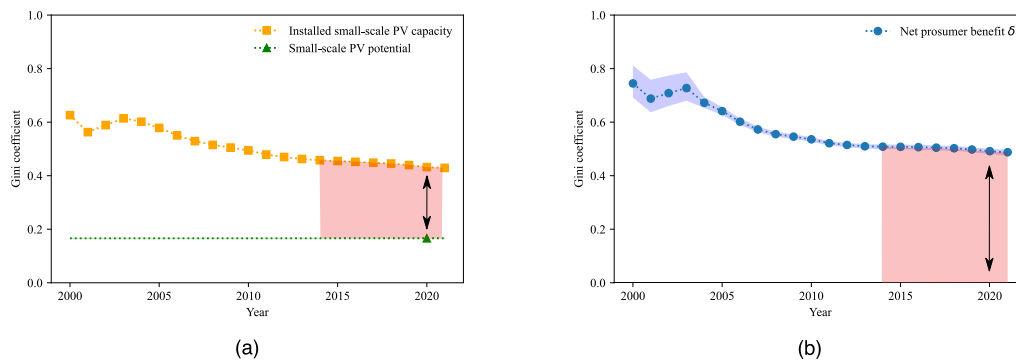 1.0
0.8
0.6
0.4
0.2
0.0
Gini coefficient
Installed small-scale PV capacity
Small-scale PV potential
2000
2005
2010
2015
2020
Year
(a)
1.0
0.8
0.6
0.4
0.2
0.0
Gini coefficient
Net prosumer benefit δ
2000
2005
2010
2015
2020
Year
(b)